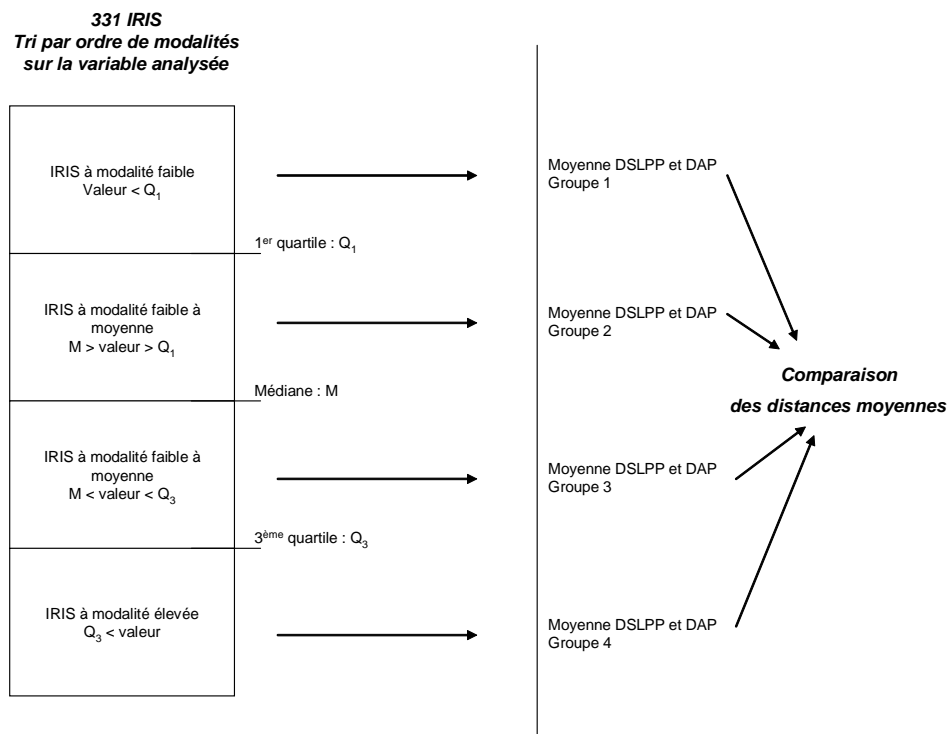 331 IRIS
Tri par ordre de modalités
sur la variable analysée
IRIS à modalité faible
Valeur < Q1
Moyenne DSLPP et DAP
Groupe 1
1er quartile : Q1
IRIS à modalité faible à
moyenne
M > valeur > Q1
Moyenne DSLPP et DAP
Groupe 2
Médiane : M
Comparaison
des distances moyennes
IRIS à modalité faible à
moyenne
M < valeur < Q3
Moyenne DSLPP et DAP
Groupe 3
3ème quartile : Q3
IRIS à modalité élevée
Q3 < valeur
Moyenne DSLPP et DAP
Groupe 4